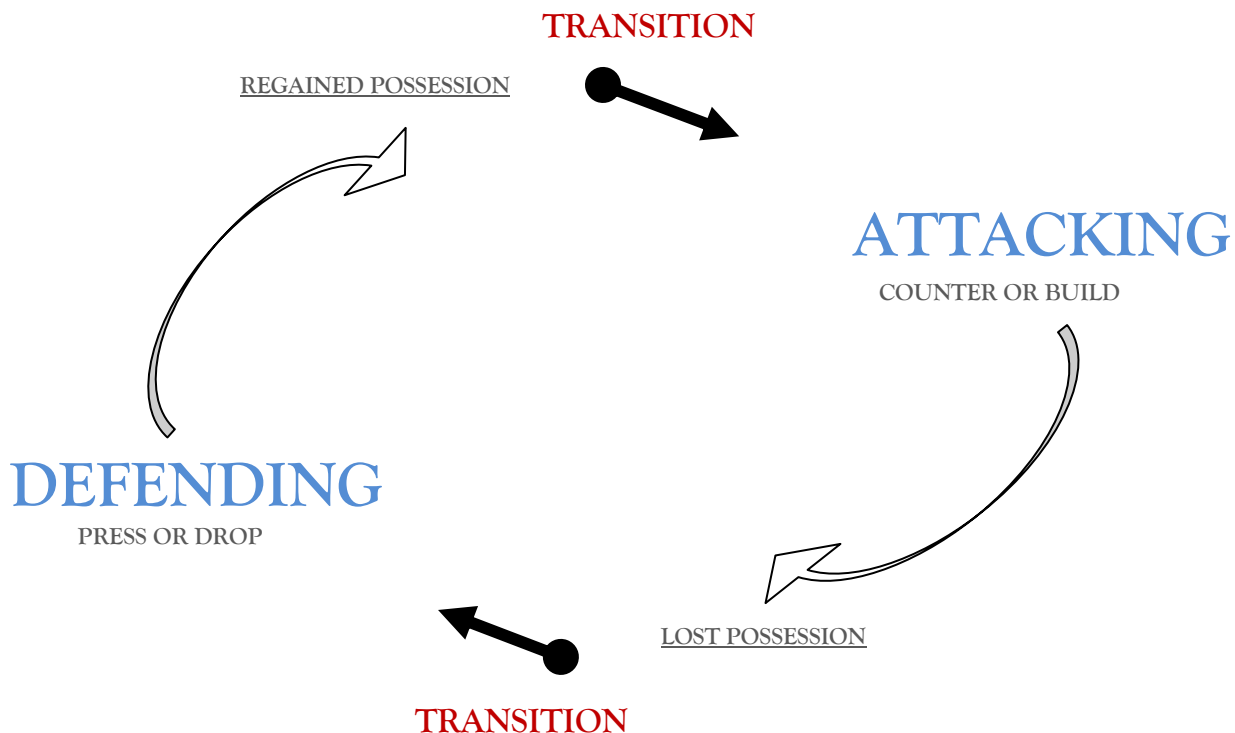 TRANSITION
REGAINED POSSESSION
ATTACKING
COUNTER OR BUILD
DEFENDING
PRESS OR DROP
LOST POSSESSION
TRANSITION